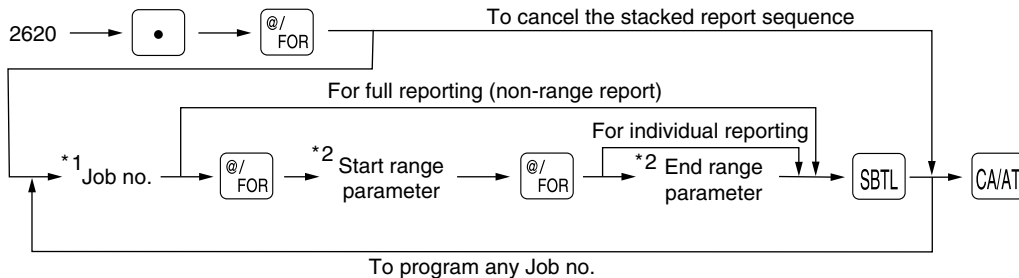 To cancel the stacked report sequence
2620
•
@/
FOR
For full reporting (non-range report)
For individual reporting
*1 Job no.
@/
FOR
*2 Start range
parameter
@/
FOR
*2 End range
parameter
SBTL
CA/AT
To program any Job no.